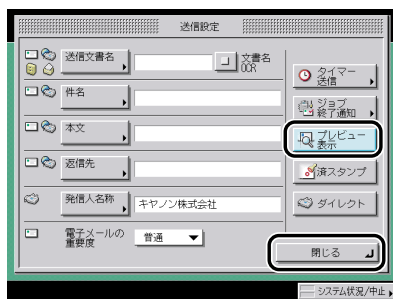 送信設定
送信文書名
文書名
OCR
タイマー
送信
件名
ジョブ
終了通知
本文
プレビュー
表示
返信先
済スタンプ
発信人名称
キヤノン株式会社
ダイレクト
電子メールの
重要度
普通
閉じる
システム状況/中止